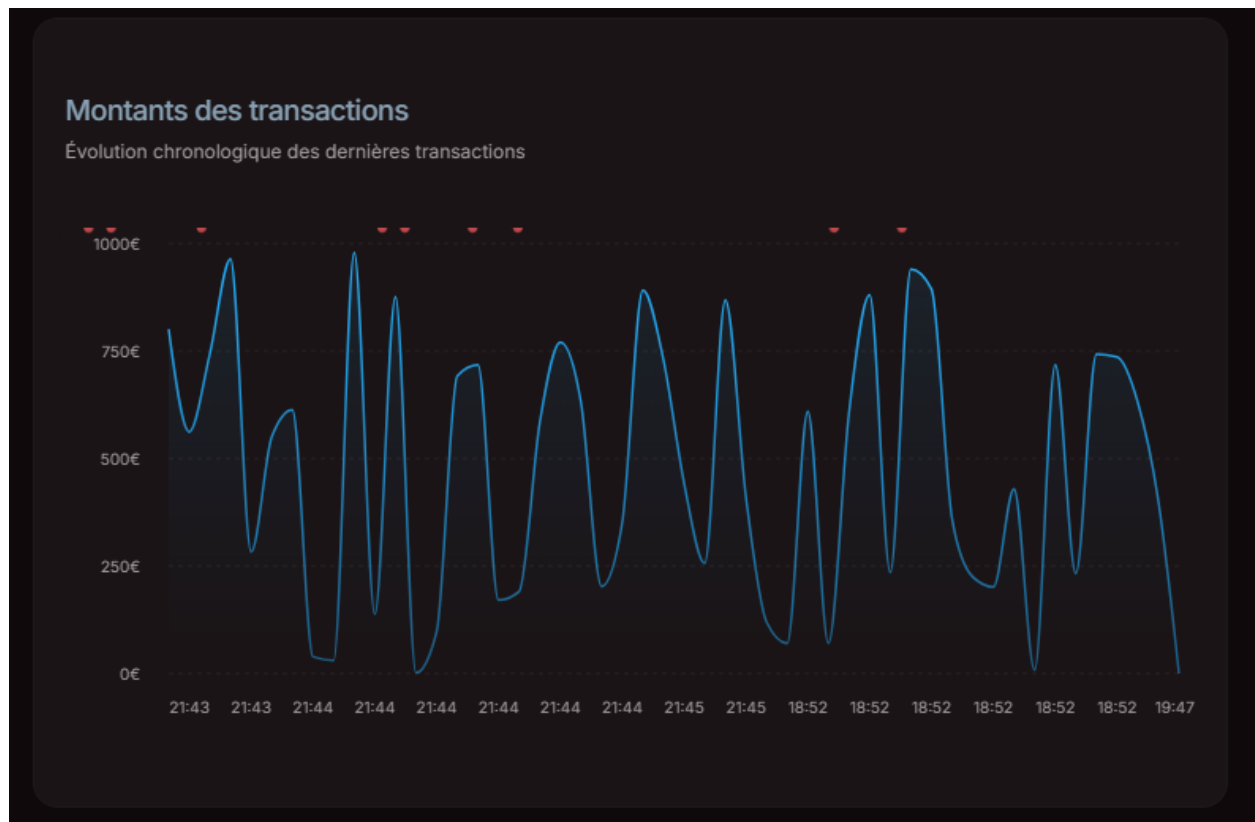 Montants des transactions
Évolution chronologique des dernières transactions
1000€
750€
500€
250€
0€
21:43 21:43 21:44 21:44 21:44 21:44 21:44 21:44 21:45 21:45 18:52 18:52 18:52 18:52 18:52 18:52 19:47